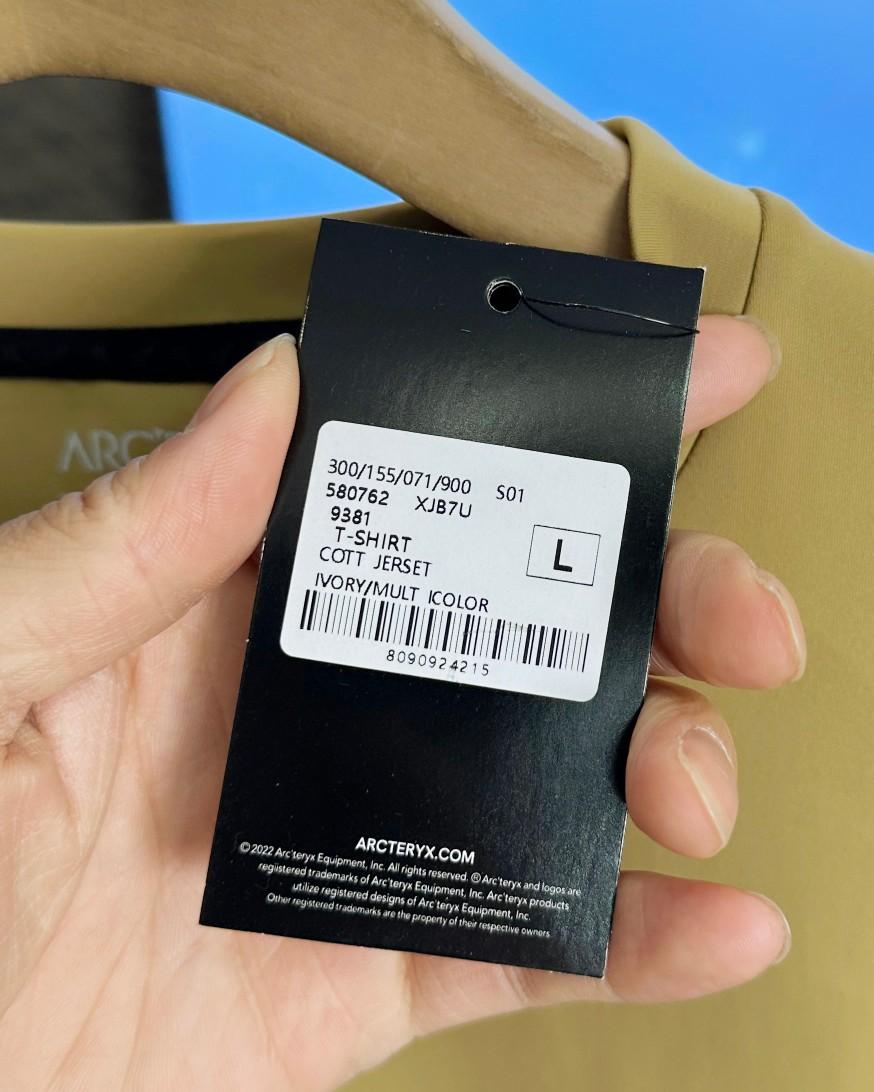 ARC'T
300/155/071/900 S01
580762 XJB7U
9381
T-SHIRT
COTT JERSET
L
IVORY/MULT ICOLOR
8090924215
ARCTERYX.COM
©2022 Arc'teryx Equipment, Inc. All rights reserved. ® Arc'teryx and logos are
registered trademarks of Arc'teryx Equipment, Inc. Arc'teryx products
utilize registered designs of Arc'teryx Equipment, Inc.
Other registered trademarks are the property of their respective owners